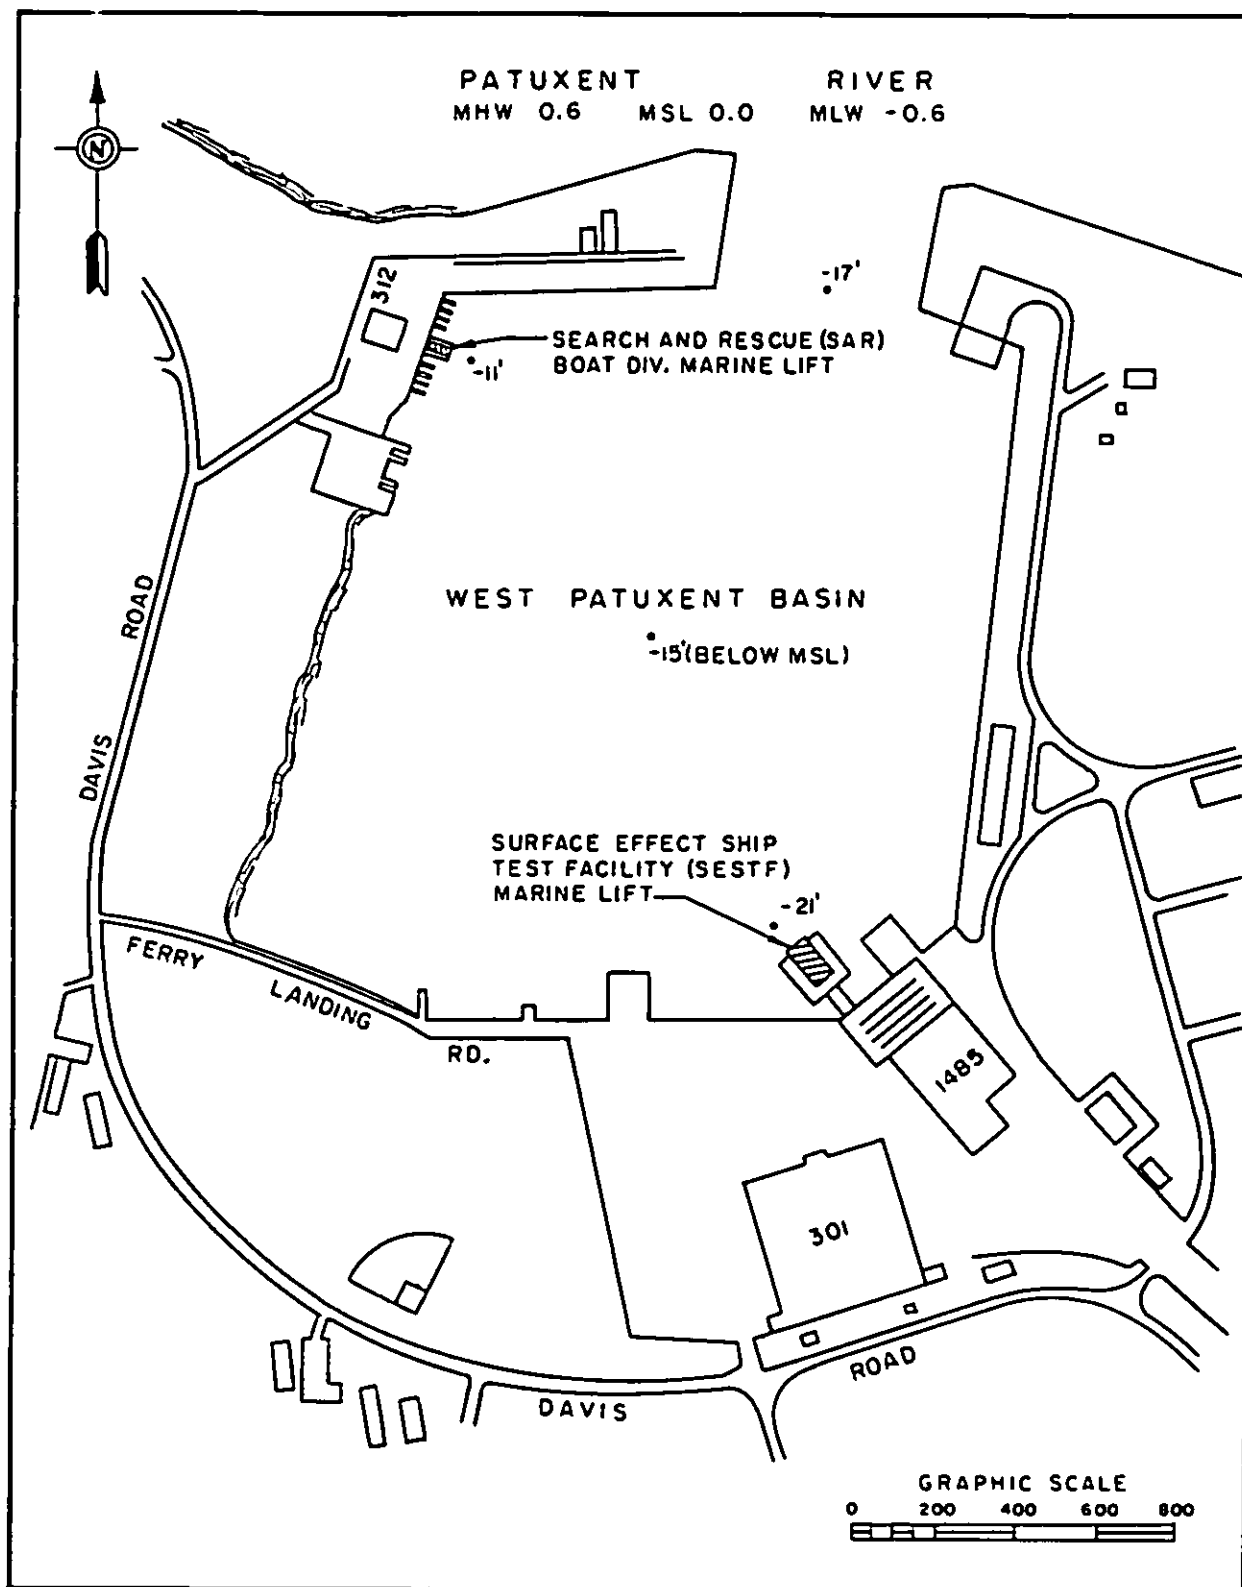 PATUXENT RIVER
MHW 0.6 MSL 0.0 MLW -0.6
N
312
-17'
SEARCH AND RESCUE (SAR)
BOAT DIV. MARINE LIFT
-11'
WEST PATUXENT BASIN
-15'(BELOW MSL)
DAVIS ROAD
SURFACE EFFECT SHIP
TEST FACILITY (SESTF)
MARINE LIFT
-21'
FERRY LANDING RD.
1485
301
DAVIS ROAD
GRAPHIC SCALE
0 200 400 600 800